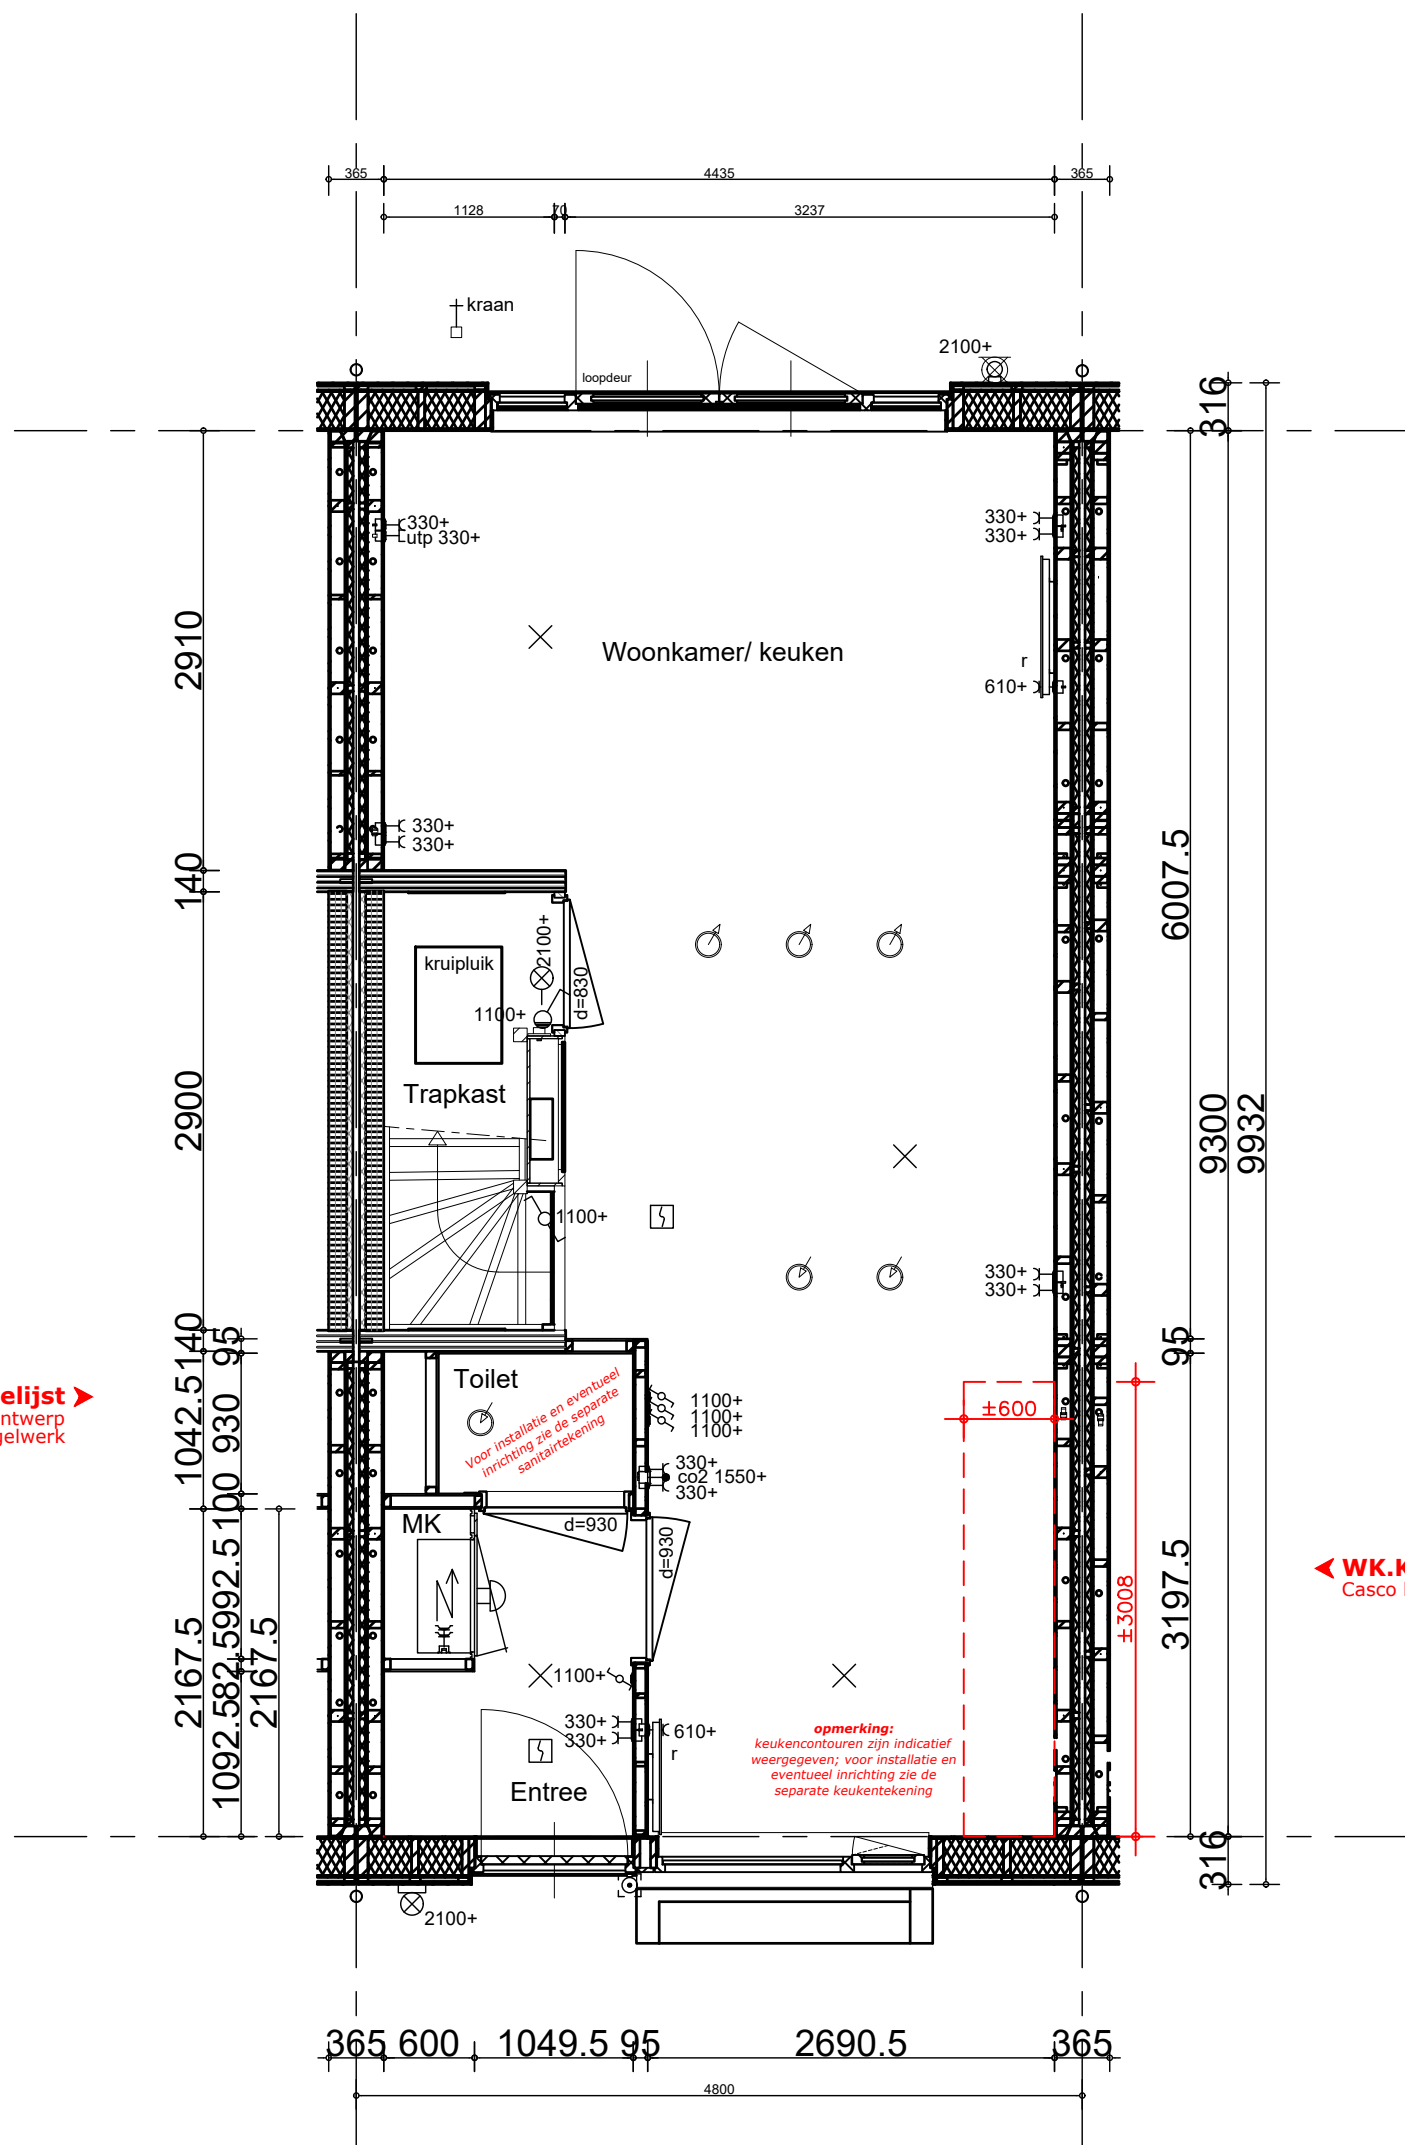 365 4435 365
1128 70 3237
kraan
loopdeur
2100+
316
330+
utp 330+
330+
330+
2910
Woonkamer/ keuken
r
610+
330+
330+
140
6007.5
2100+
kruipluik
d=830
1100+
Trapkast
2900
9300
9932
1100+
330+
330+
140
95
95
Toilet
Voor installatie en eventueel
inrichting zie de separate
sanitairtekening
1100+
1100+
1100+
±600
elijst
ntwerp
gelwerk
1042.5
930
330+
co2 1550+
330+
100
MK
d=930
d=930
992.5
WK.K
Casco
±3008
3197.5
2167.5
82.5
2167.5
1100+
1092.5
330+
330+
610+
r
opmerking:
keukencontouren zijn indicatief
weergegeven; voor installatie en
eventueel inrichting zie de
separate keukentekening
Entree
316
2100+
365 600 1049.5 95 2690.5 365
4800